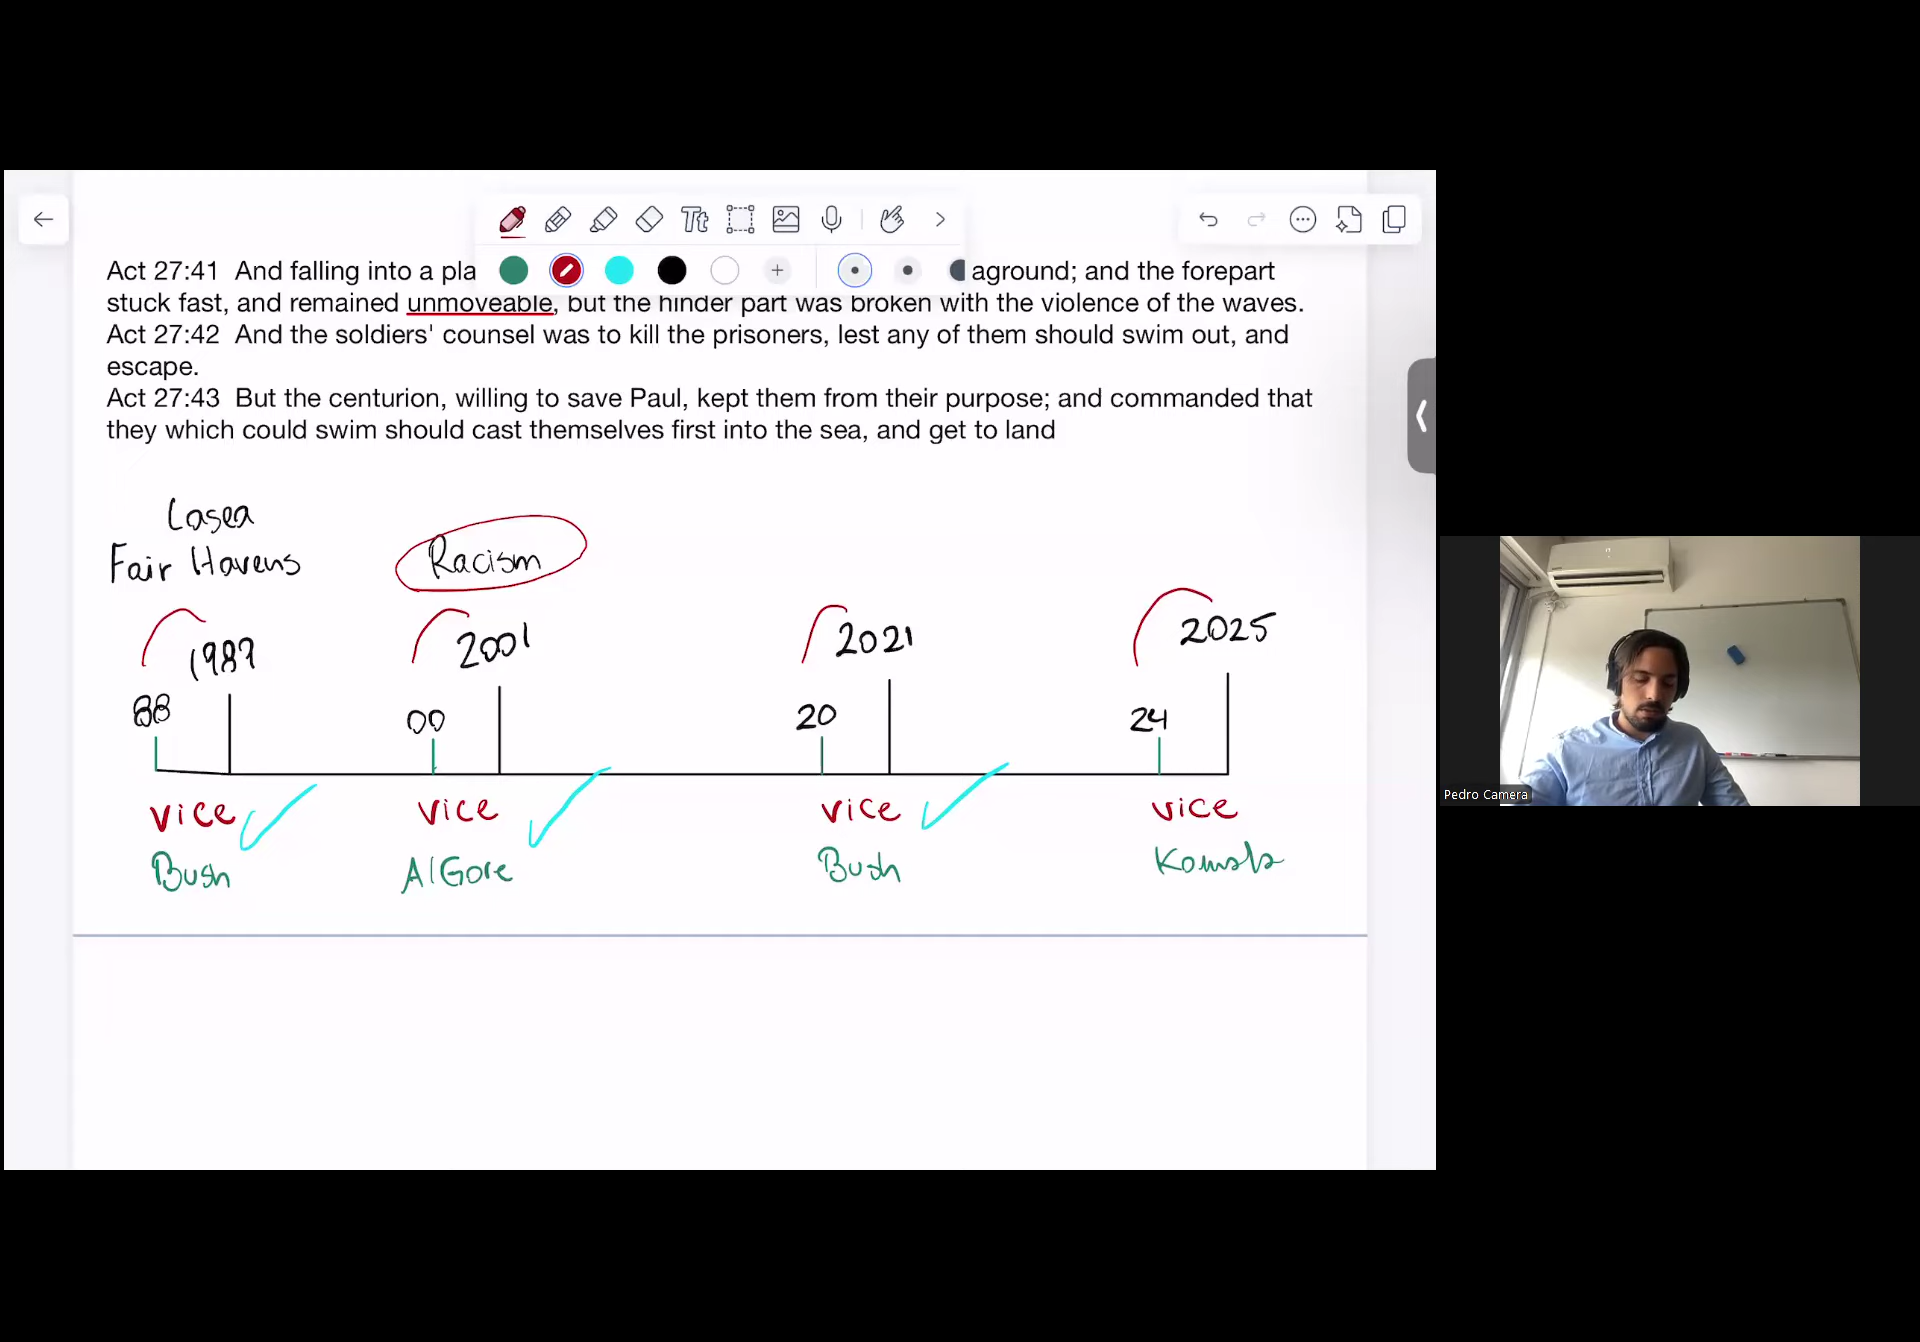 Tt
Act 27:41 And falling into a pla aground; and the forepart
stuck fast, and remained unmoveable, but the hinder part was broken with the violence of the waves.
Act 27:42 And the soldiers' counsel was to kill the prisoners, lest any of them should swim out, and
escape.
Act 27:43 But the centurion, willing to save Paul, kept them from their purpose; and commanded that
they which could swim should cast themselves first into the sea, and get to land
Lasea
Fair Havens Racism
1989 2001 2021 2025
88 00 20 24
vice vice vice vice
Bush Al Gore Bush Kamala
Pedro Camera